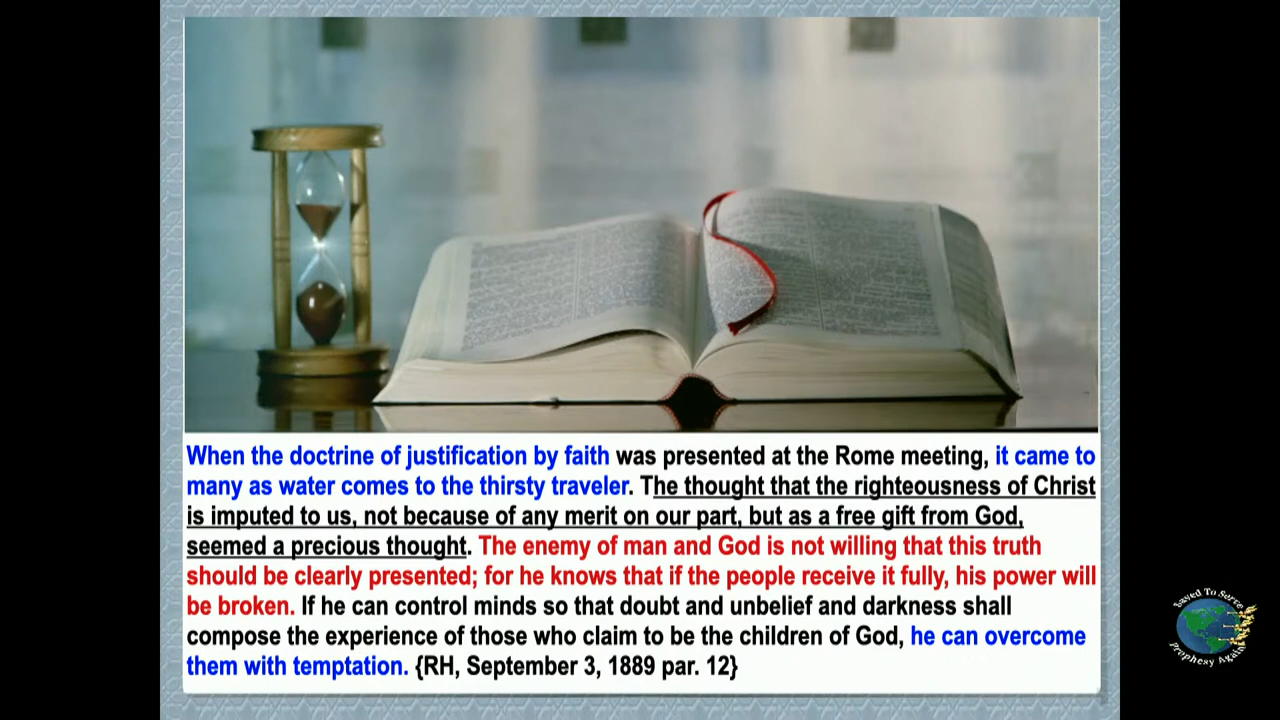 When the doctrine of justification by faith was presented at the Rome meeting, it came to
many as water comes to the thirsty traveler. The thought that the righteousness of Christ
is imputed to us, not because of any merit on our part, but as a free gift from God,
seemed a precious thought. The enemy of man and God is not willing that this truth
should be clearly presented; for he knows that if the people receive it fully, his power will
be broken. If he can control minds so that doubt and unbelief and darkness shall
compose the experience of those who claim to be the children of God, he can overcome
them with temptation. {RH, September 3, 1889 par. 12}
To Serve
Prophesy Again